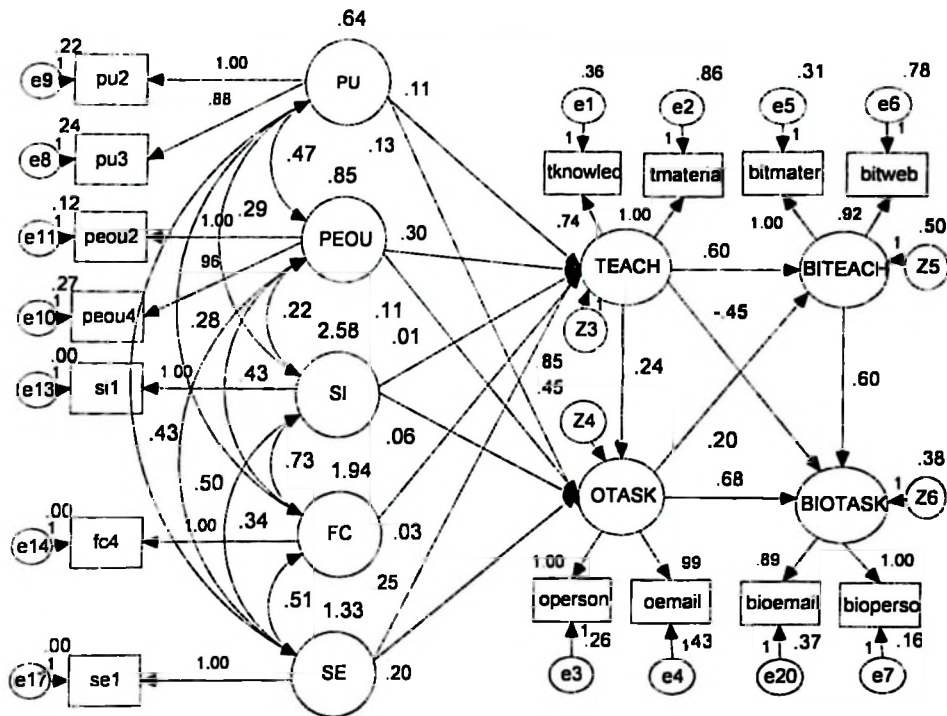 .64
.22
1
e9
pu2
1.00
PU
.11
.36
.86
.31
.78
e1
e2
e5
e6
.88
.24
1
e8
pu3
.13
1
1
1
1
tknowlec
tmateria
bitmater
bitweb
.47
.85
.12
1
e11
peou2
1.00
.29
PEOU
.30
.74
1.00
1.00
.92
.50
TEACH
.60
BITEACH
1
Z5
.96
.27
1
e10
peou4
.28
.22
.11
1
Z3
-.45
2.58
.01
.00
1
e13
si1
1.00
.43
SI
.85
.45
.24
.60
Z4
.43
.06
.20
.50
.73
1.94
.38
.00
1
e14
fc4
1.00
.34
FC
.03
OTASK
.68
BIOTASK
1
Z6
.25
1.00
.99
.89
1.00
.51
1.33
operson
oemail
bioemail
bioperso
.00
1
e17
se1
1.00
SE
.20
1
.26
1
.43
1
.37
1
.16
e3
e4
e20
e7